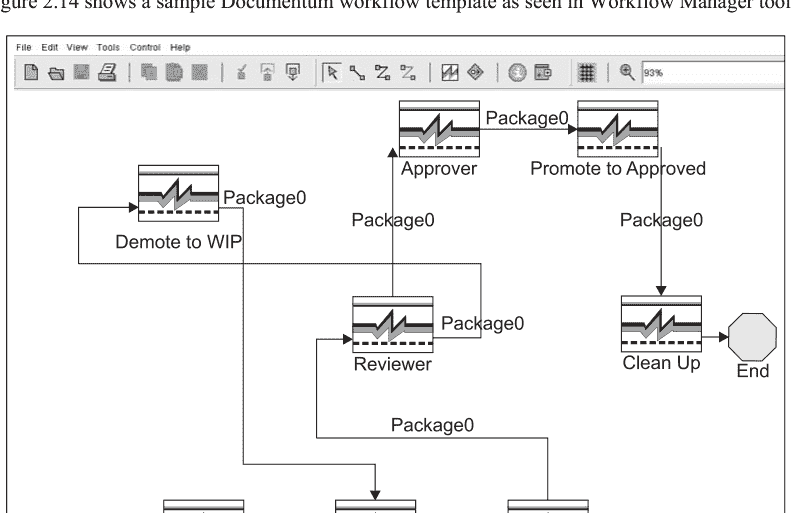 gure 2.14 shows a sample Documentum workflow template as seen in Workflow Manager tool
File Edit View Tools Control Help
93%
Package0
Approver
Promote to Approved
Package0
Demote to WIP
Package0
Package0
Package0
Reviewer
Clean Up
End
Package0